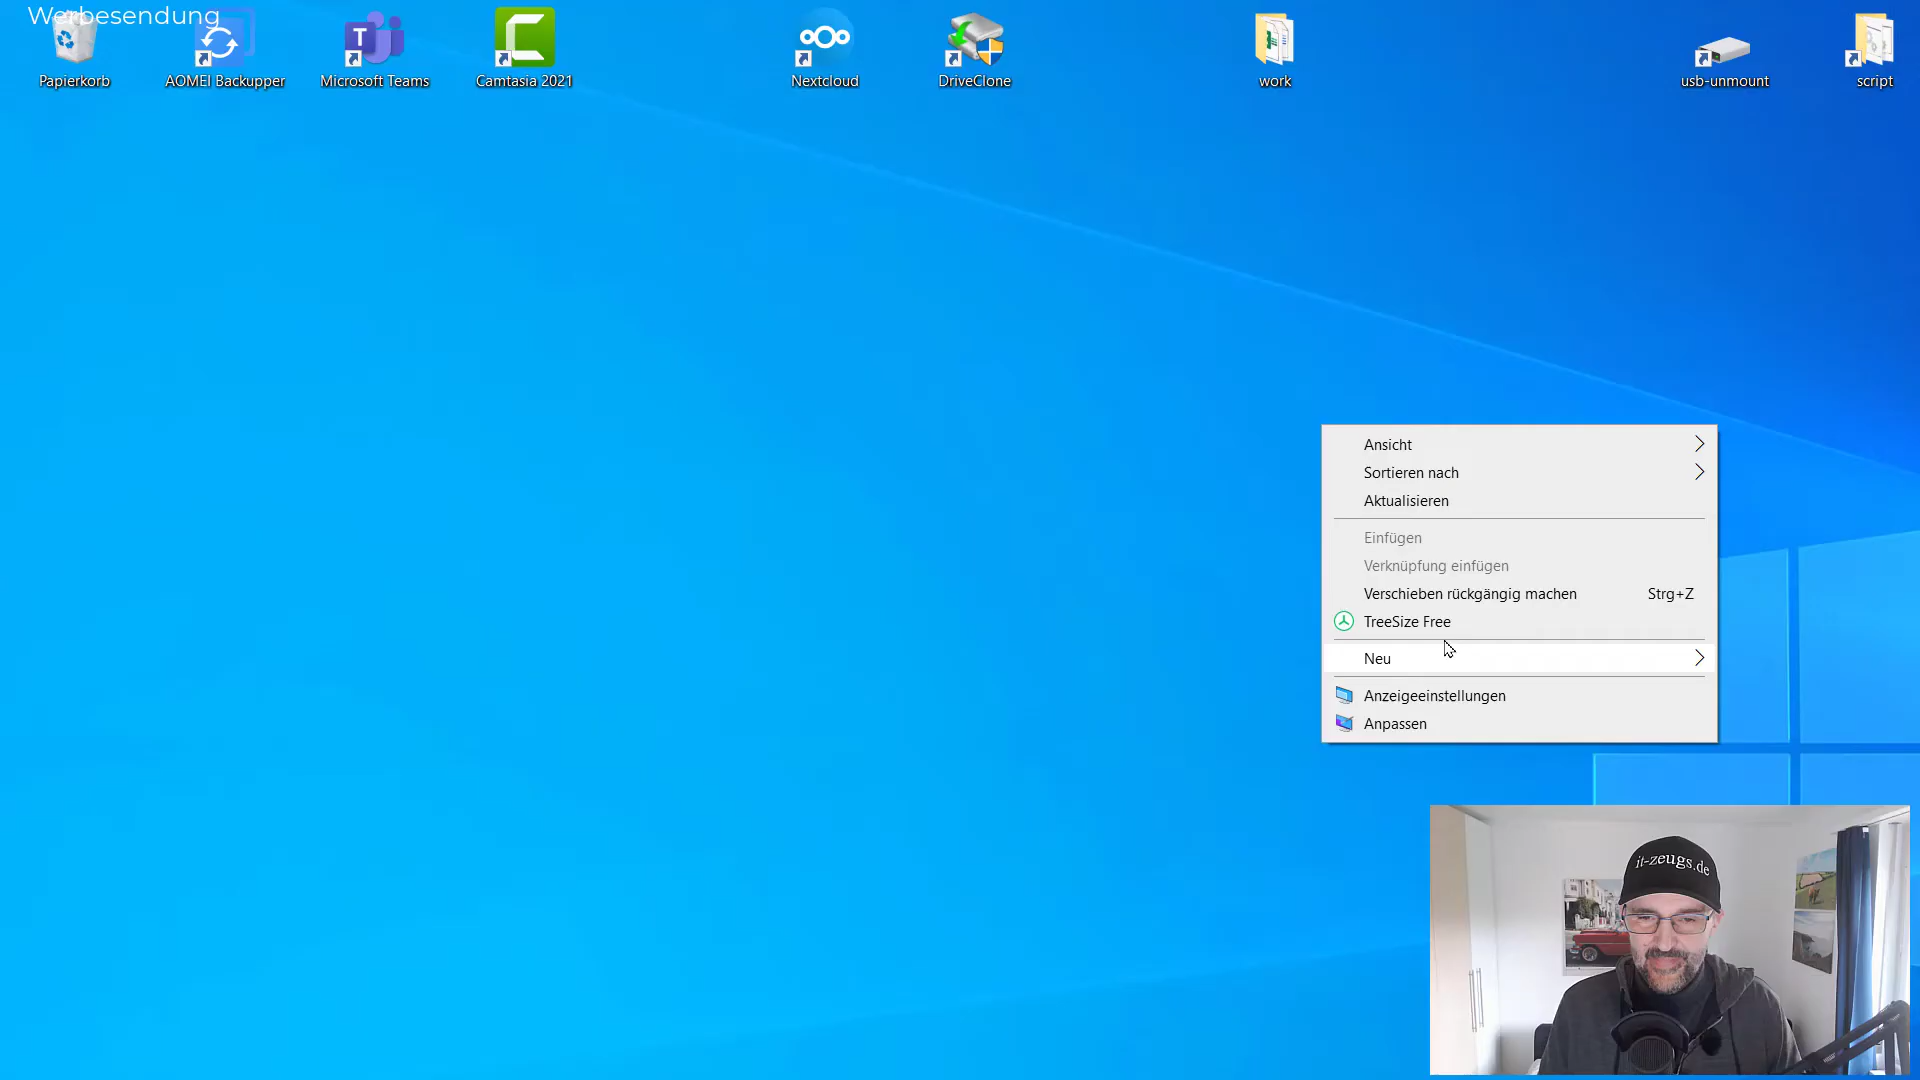 Werbesendung
Papierkorb
AOMEI Backupper
Microsoft Teams
Camtasia 2021
Nextcloud
DriveClone
work
usb-unmount
script
Ansicht
Sortieren nach
Aktualisieren
Einfügen
Verknüpfung einfügen
Verschieben rückgängig machen Strg+Z
TreeSize Free
Neu
Anzeigeeinstellungen
Anpassen
it-zeugs.de